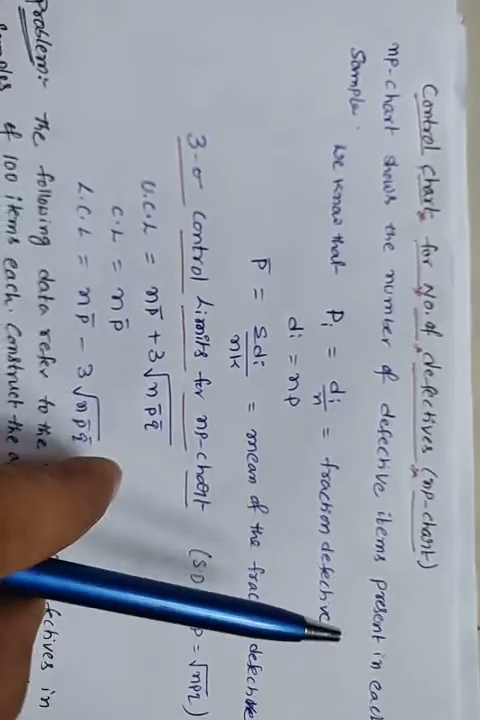 Control chart for No. of defectives (np-chart)
np-chart shows the number of defective items present in each
Sample. We know that Pi = di/n = fraction defective
di = np
p̄ = Σdi/nk = mean of the frac defective
3-σ Control Limits for np-chart (SD p = √npq)
U.C.L = np̄ + 3√np̄q̄
C.L = np̄
L.C.L = np̄ - 3√np̄q̄
Problem:- The following data refer to the fectives in
of 100 items each. Construct the